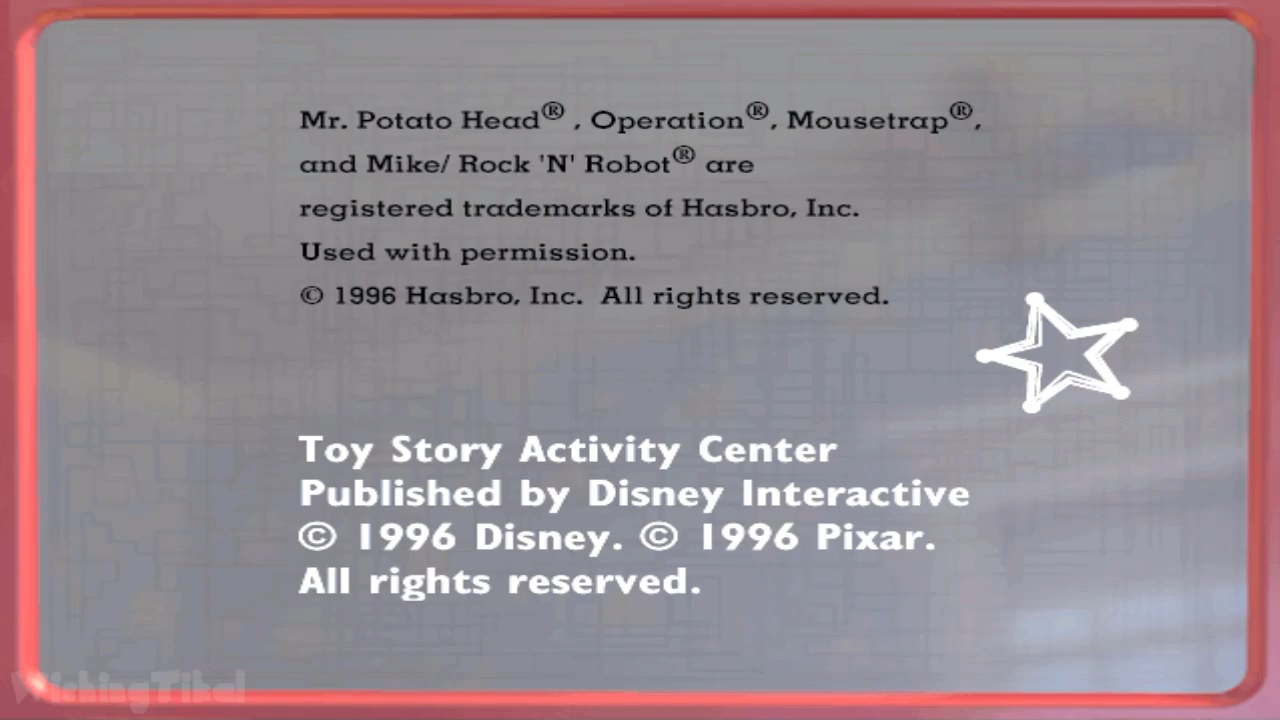 Mr. Potato Head® , Operation®, Mousetrap®,
and Mike/ Rock 'N' Robot® are
registered trademarks of Hasbro, Inc.
Used with permission.
© 1996 Hasbro, Inc.  All rights reserved.
Toy Story Activity Center
Published by Disney Interactive
© 1996 Disney. © 1996 Pixar.
All rights reserved.
WishingTikal